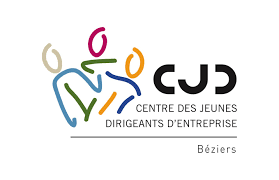 CJD
CENTRE DES JEUNES
DIRIGEANTS D'ENTREPRISE
Béziers